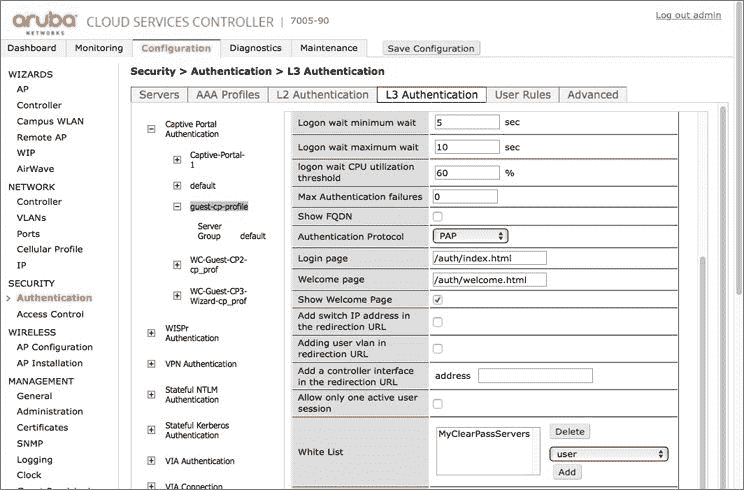 aruba
NETWORKS
CLOUD SERVICES CONTROLLER | 7005-90
Log out admin
Dashboard
Monitoring
Configuration
Diagnostics
Maintenance
Save Configuration
WIZARDS
AP
Controller
Campus WLAN
Remote AP
WIP
AirWave
NETWORK
Controller
VLANs
Ports
Cellular Profile
IP
SECURITY
> Authentication
Access Control
WIRELESS
AP Configuration
AP Installation
MANAGEMENT
General
Administration
Certificates
SNMP
Logging
Clock
Security > Authentication > L3 Authentication
Servers
AAA Profiles
L2 Authentication
L3 Authentication
User Rules
Advanced
Captive Portal
Authentication
Captive-Portal-
1
default
guest-cp-profile
Server
Group default
WC-Guest-CP2-
cp_prof
WC-Guest-CP3-
Wizard-cp_prof
WISPr
Authentication
VPN Authentication
Stateful NTLM
Authentication
Stateful Kerberos
Authentication
VIA Authentication
VIA Connection
Logon wait minimum wait 5 sec
Logon wait maximum wait 10 sec
logon wait CPU utilization
threshold 60 %
Max Authentication failures 0
Show FQDN
Authentication Protocol PAP
Login page /auth/index.html
Welcome page /auth/welcome.html
Show Welcome Page
Add switch IP address in
the redirection URL
Adding user vlan in
redirection URL
Add a controller interface
in the redirection URL address
Allow only one active user
session
White List
MyClearPassServers
Delete
user
Add